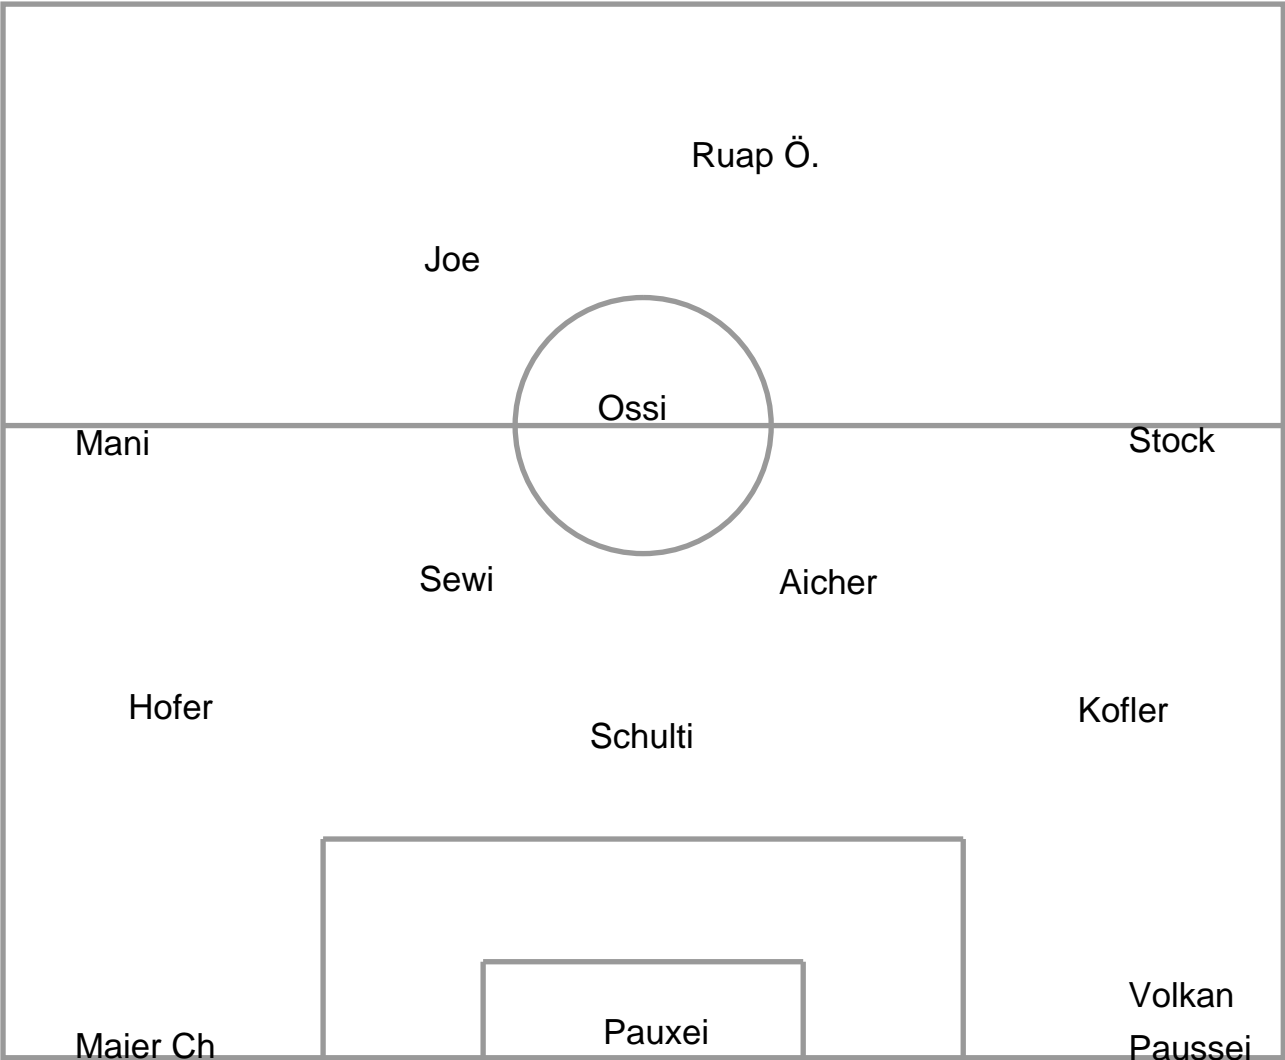 Ruap Ö.
Joe
Ossi
Mani
Stock
Sewi
Aicher
Hofer
Kofler
Schulti
Volkan
Pauxei
Maier Ch
Paussei